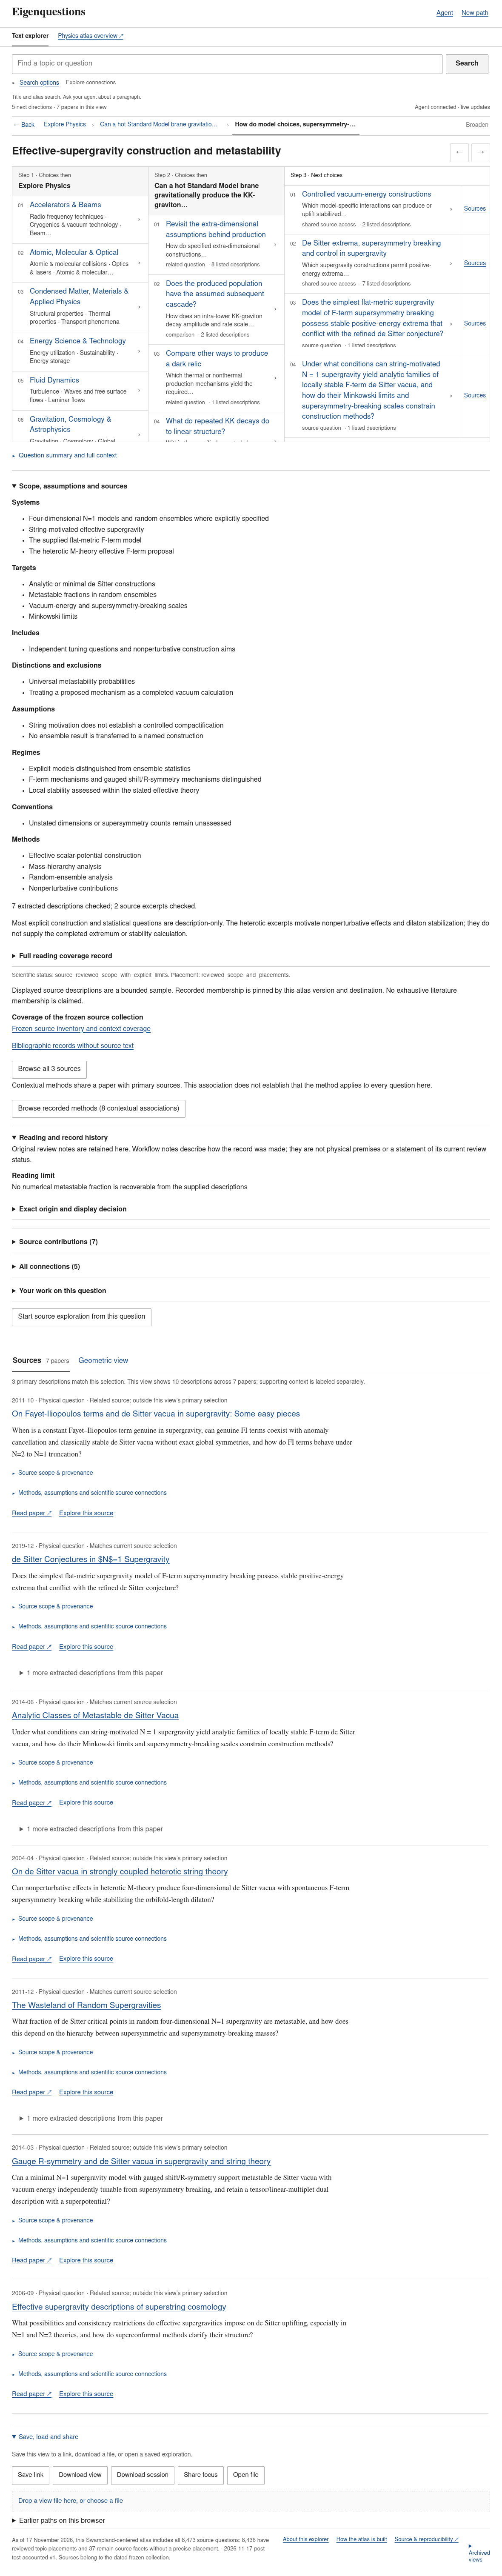 Eigenquestions
Agent
New path
Text explorer
Physics atlas overview ↗
Find a topic or question
Search
Search options · Explore connections
Title and atlas search. Ask your agent about a paragraph.
5 next directions · 7 papers in this view
Agent connected · live updates
← Back
Explore Physics
›
Can a hot Standard Model brane gravitatio…
›
How do model choices, supersymmetry-…
Broaden
Effective-supergravity construction and metastability
←
→
Step 1 · Choices then
Explore Physics
01 Accelerators & Beams
Radio frequency techniques ·
Cryogenics & vacuum technology ·
Beam…
02 Atomic, Molecular & Optical
Atomic & molecular collisions · Optics
& lasers · Atomic & molecular…
03 Condensed Matter, Materials &
Applied Physics
Structural properties · Thermal
properties · Transport phenomena
04 Energy Science & Technology
Energy utilization · Sustainability ·
Energy storage
05 Fluid Dynamics
Turbulence · Waves and free surface
flows · Laminar flows
06 Gravitation, Cosmology &
Astrophysics
Gravitation · Cosmology · Global
Step 2 · Choices then
Can a hot Standard Model brane
gravitationally produce the KK-
graviton…
01 Revisit the extra-dimensional
assumptions behind production
How do specified extra-dimensional
constructions…
related question · 8 listed descriptions
02 Does the produced population
have the assumed subsequent
cascade?
How does an intra-tower KK-graviton
decay amplitude and rate scale…
comparison · 2 listed descriptions
03 Compare other ways to produce
a dark relic
Which thermal or nonthermal
production mechanisms yield the
required…
related question · 1 listed descriptions
04 What do repeated KK decays do
to linear structure?
Step 3 · Next choices
01 Controlled vacuum-energy constructions
Which model-specific interactions can produce or
uplift stabilized…
shared source access · 2 listed descriptions
Sources
02 De Sitter extrema, supersymmetry breaking
and control in supergravity
Which supergravity constructions permit positive-
energy extrema…
shared source access · 7 listed descriptions
Sources
03 Does the simplest flat-metric supergravity
model of F-term supersymmetry breaking
possess stable positive-energy extrema that
conflict with the refined de Sitter conjecture?
source question · 1 listed descriptions
Sources
04 Under what conditions can string-motivated
N = 1 supergravity yield analytic families of
locally stable F-term de Sitter vacua, and
how do their Minkowski limits and
supersymmetry-breaking scales constrain
construction methods?
source question · 1 listed descriptions
Sources
Question summary and full context
▼ Scope, assumptions and sources
Systems
• Four-dimensional N=1 models and random ensembles where explicitly specified
• String-motivated effective supergravity
• The supplied flat-metric F-term model
• The heterotic M-theory effective F-term proposal
Targets
• Analytic or minimal de Sitter constructions
• Metastable fractions in random ensembles
• Vacuum-energy and supersymmetry-breaking scales
• Minkowski limits
Includes
• Independent tuning questions and nonperturbative construction aims
Distinctions and exclusions
• Universal metastability probabilities
• Treating a proposed mechanism as a completed vacuum calculation
Assumptions
• String motivation does not establish a controlled compactification
• No ensemble result is transferred to a named construction
Regimes
• Explicit models distinguished from ensemble statistics
• F-term mechanisms and gauged shift/R-symmetry mechanisms distinguished
• Local stability assessed within the stated effective theory
Conventions
• Unstated dimensions or supersymmetry counts remain unassessed
Methods
• Effective scalar-potential construction
• Mass-hierarchy analysis
• Random-ensemble analysis
• Nonperturbative contributions
7 extracted descriptions checked; 2 source excerpts checked.
Most explicit constructions and statistical questions are description-only. The heterotic excerpts motivate nonperturbative effects and dilaton stabilization; they do
not supply the completed extremum or stability calculation.
▶ Full reading coverage record
Scientific status: source_reviewed_scope_with_explicit_limits. Placement: reviewed_scope_and_placements.
Displayed source descriptions are a bounded sample. Recorded membership is pinned by this atlas version and destination. No exhaustive literature
membership is claimed.
Coverage of the frozen source collection
Frozen source inventory and context coverage
Bibliographic records without source text
Browse all 3 sources
Contextual methods share a paper with primary sources. This association does not establish that the method applies to every question here.
Browse recorded methods (8 contextual associations)
▼ Reading and record history
Original review notes are retained here. Workflow notes describe how the record was made; they are not physical premises or a statement of its current review
status.
Reading limit
No numerical metastable fraction is recoverable from the supplied descriptions
▶ Exact origin and display decision
▶ Source contributions (7)
▶ All connections (5)
▶ Your work on this question
Start source exploration from this question
Sources 7 papers
Geometric view
3 primary descriptions match this selection. This view shows 10 descriptions across 7 papers; supporting context is labeled separately.
2011-10 · Physical question · Related source; outside this view's primary selection
On Fayet-Iliopoulos terms and de Sitter vacua in supergravity: Some easy pieces
When is a constant Fayet–Iliopoulos term genuine in supergravity, can genuine FI terms coexist with anomaly
cancellation and classically stable de Sitter vacua without exact global symmetries, and how do FI terms behave under
N=2 to N=1 truncation?
Source scope & provenance
Methods, assumptions and scientific source connections
Read paper ↗
Explore this source
2019-12 · Physical question · Matches current source selection
de Sitter Conjectures in $N$=1 Supergravity
Does the simplest flat-metric supergravity model of F-term supersymmetry breaking possess stable positive-energy
extrema that conflict with the refined de Sitter conjecture?
Source scope & provenance
Methods, assumptions and scientific source connections
Read paper ↗
Explore this source
▶ 1 more extracted descriptions from this paper
2014-06 · Physical question · Matches current source selection
Analytic Classes of Metastable de Sitter Vacua
Under what conditions can string-motivated N = 1 supergravity yield analytic families of locally stable F-term de Sitter
vacua, and how do their Minkowski limits and supersymmetry-breaking scales constrain construction methods?
Source scope & provenance
Methods, assumptions and scientific source connections
Read paper ↗
Explore this source
▶ 1 more extracted descriptions from this paper
2004-04 · Physical question · Related source; outside this view's primary selection
On de Sitter vacua in strongly coupled heterotic string theory
Can nonperturbative effects in heterotic M-theory produce four-dimensional de Sitter vacua with spontaneous F-term
supersymmetry breaking while stabilizing the orbifold-length dilaton?
Source scope & provenance
Methods, assumptions and scientific source connections
Read paper ↗
Explore this source
2011-12 · Physical question · Matches current source selection
The Wasteland of Random Supergravities
What fraction of de Sitter critical points in random four-dimensional N=1 supergravity are metastable, and how does
this depend on the hierarchy between supersymmetric and supersymmetry-breaking masses?
Source scope & provenance
Methods, assumptions and scientific source connections
Read paper ↗
Explore this source
▶ 1 more extracted descriptions from this paper
2014-03 · Physical question · Related source; outside this view's primary selection
Gauge R-symmetry and de Sitter vacua in supergravity and string theory
Can a minimal N=1 supergravity model with gauged shift/R-symmetry support metastable de Sitter vacua with
vacuum energy independently tunable from supersymmetry breaking, and retain a tensor/linear-multiplet dual
description with a superpotential?
Source scope & provenance
Methods, assumptions and scientific source connections
Read paper ↗
Explore this source
2006-09 · Physical question · Related source; outside this view's primary selection
Effective supergravity descriptions of superstring cosmology
What possibilities and consistency restrictions do effective supergravities impose on de Sitter uplifting, especially in
N=1 and N=2 theories, and how do superconformal methods clarify their structure?
Source scope & provenance
Methods, assumptions and scientific source connections
Read paper ↗
Explore this source
▼ Save, load and share
Save this view to a link, download a file, or open a saved exploration.
Save link
Download view
Download session
Share focus
Open file
Drop a view file here, or choose a file
▶ Earlier paths on this browser
As of 17 November 2026, this Swampland-centered atlas includes all 6,473 source questions: 6,436 have
reviewed topic placements and 37 remain source facets without a precise placement. · 2026-11-17-post-
test-accounted-v1. Sources belong to the dated frozen collection.
About this explorer
How the atlas is built
Source & reproducibility ↗
▶ Archived
views